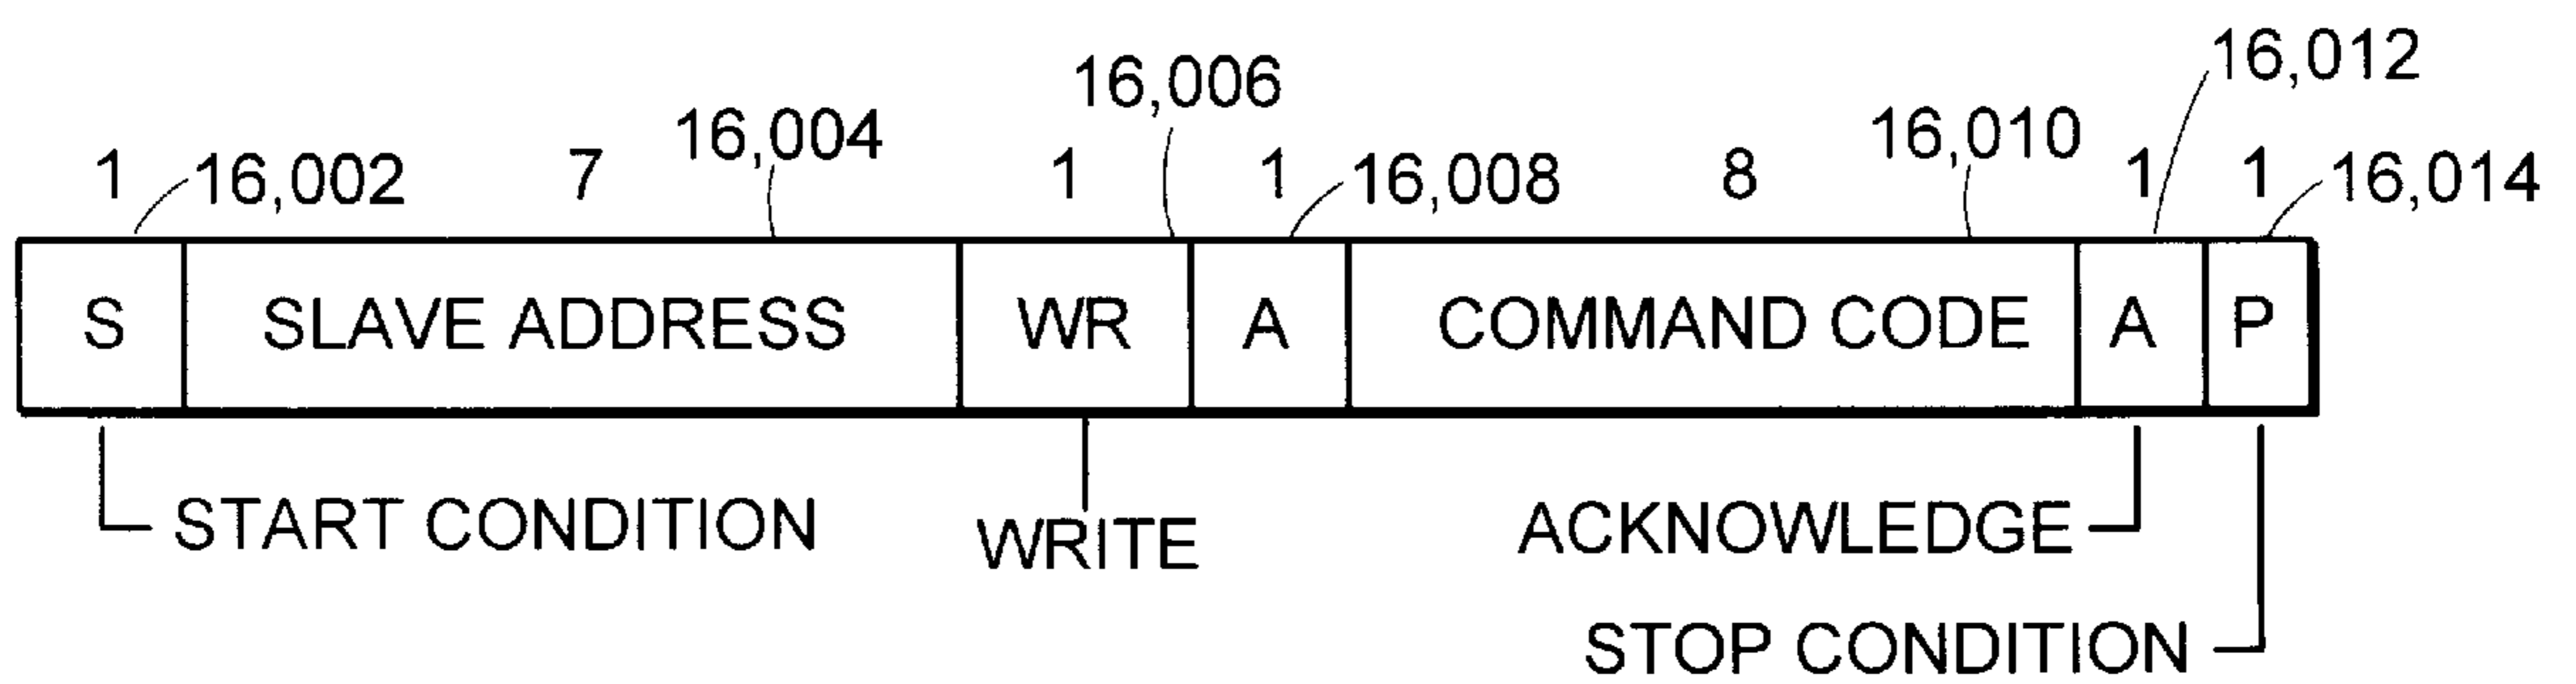 16,012
16,006
16,004 16,010
1 16,002 7 1 1 16,008 8 1 1 16,014
S SLAVE ADDRESS WR A COMMAND CODE A P
START CONDITION WRITE ACKNOWLEDGE
STOP CONDITION